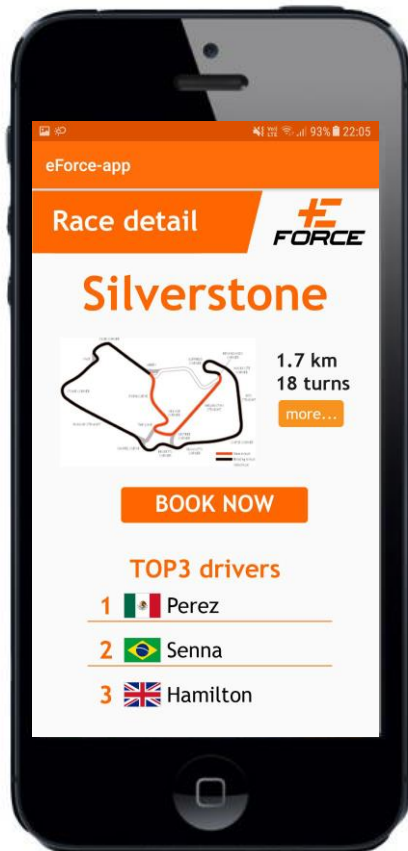 93% 22:05
eForce-app
Race detail
E
FORCE
Silverstone
1.7 km
18 turns
more...
BOOK NOW
TOP3 drivers
1 Perez
2 Senna
3 Hamilton